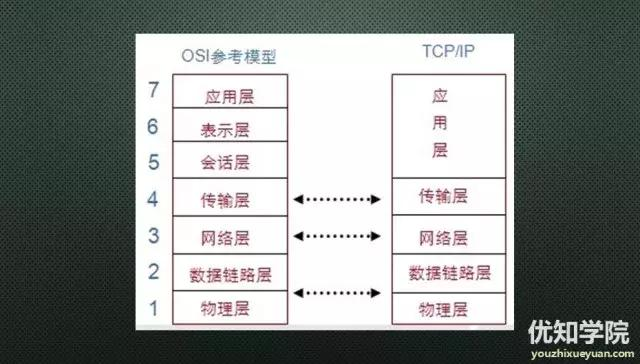 OSI参考模型
TCP/IP
7
应用层
6
表示层
5
会话层
应用层
4
传输层
传输层
3
网络层
网络层
2
数据链路层
数据链路层
1
物理层
物理层
优知学院
youzhixueyuan.com